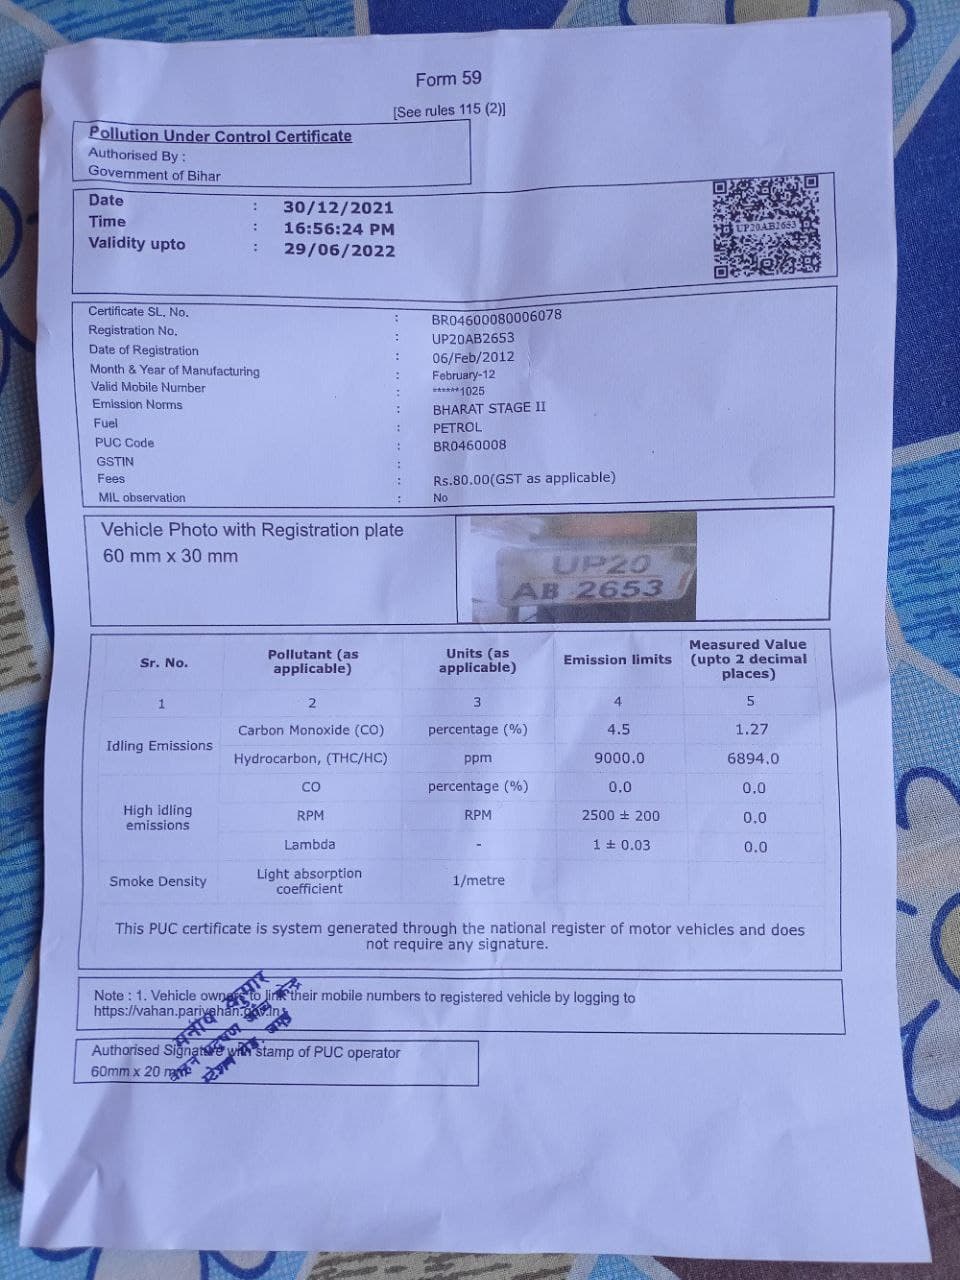 Form 59
[See rules 115 (2)]
Pollution Under Control Certificate
Authorised By :
Government of Bihar
Date : 30/12/2021
Time : 16:56:24 PM
Validity upto : 29/06/2022
UP20AB2653
Certificate SL. No. : BR04600080006078
Registration No. : UP20AB2653
Date of Registration : 06/Feb/2012
Month & Year of Manufacturing : February-12
Valid Mobile Number : ******1025
Emission Norms : BHARAT STAGE II
Fuel : PETROL
PUC Code : BR0460008
GSTIN :
Fees : Rs.80.00(GST as applicable)
MIL observation : No
Vehicle Photo with Registration plate
60 mm x 30 mm
UP20
AB 2653
Sr. No. Pollutant (as applicable) Units (as applicable) Emission limits Measured Value (upto 2 decimal places)
1 2 3 4 5
Idling Emissions Carbon Monoxide (CO) percentage (%) 4.5 1.27
Hydrocarbon, (THC/HC) ppm 9000.0 6894.0
High idling emissions CO percentage (%) 0.0 0.0
RPM RPM 2500 ± 200 0.0
Lambda - 1 ± 0.03 0.0
Smoke Density Light absorption coefficient 1/metre
This PUC certificate is system generated through the national register of motor vehicles and does
not require any signature.
Note : 1. Vehicle owners to link their mobile numbers to registered vehicle by logging to
https://vahan.parivahan.gov.in
Authorised Signature with stamp of PUC operator
60mm x 20 mm
कुमार
वाहन प्रदूषण जाँच केन्द्र
स्टेशन रोड,